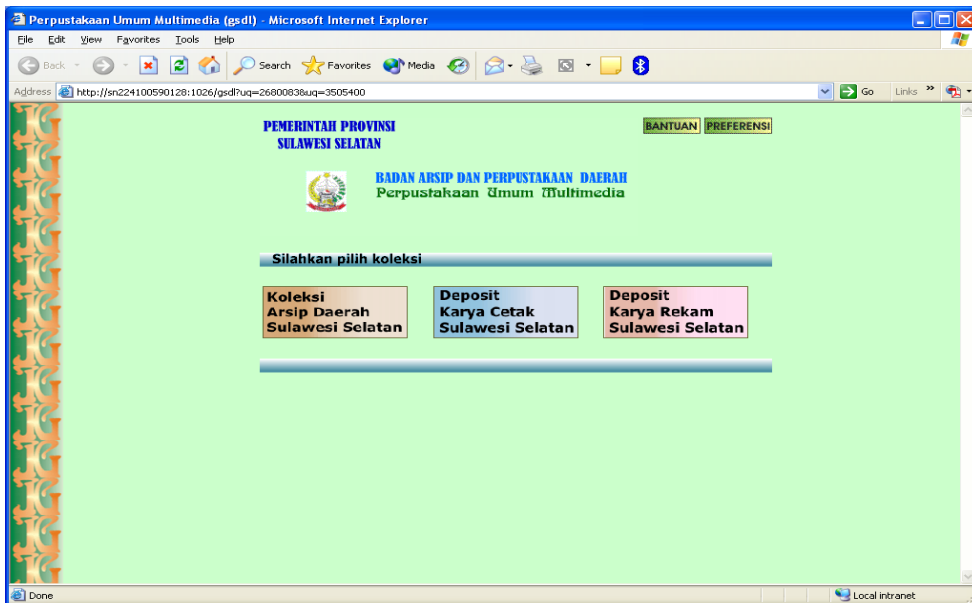 Perpustakaan Umum Multimedia (gsdl) - Microsoft Internet Explorer
File Edit View Favorites Tools Help
Back Search Favorites Media
Address http://sn224100590128:1026/gsdl?uq=2680083&uq=3505400 Go Links »
PEMERINTAH PROVINSI
SULAWESI SELATAN
BANTUAN PREFERENSI
BADAN ARSIP DAN PERPUSTAKAAN DAERAH
Perpustakaan Umum Multimedia
Silahkan pilih koleksi
Koleksi
Arsip Daerah
Sulawesi Selatan
Deposit
Karya Cetak
Sulawesi Selatan
Deposit
Karya Rekam
Sulawesi Selatan
Done Local intranet